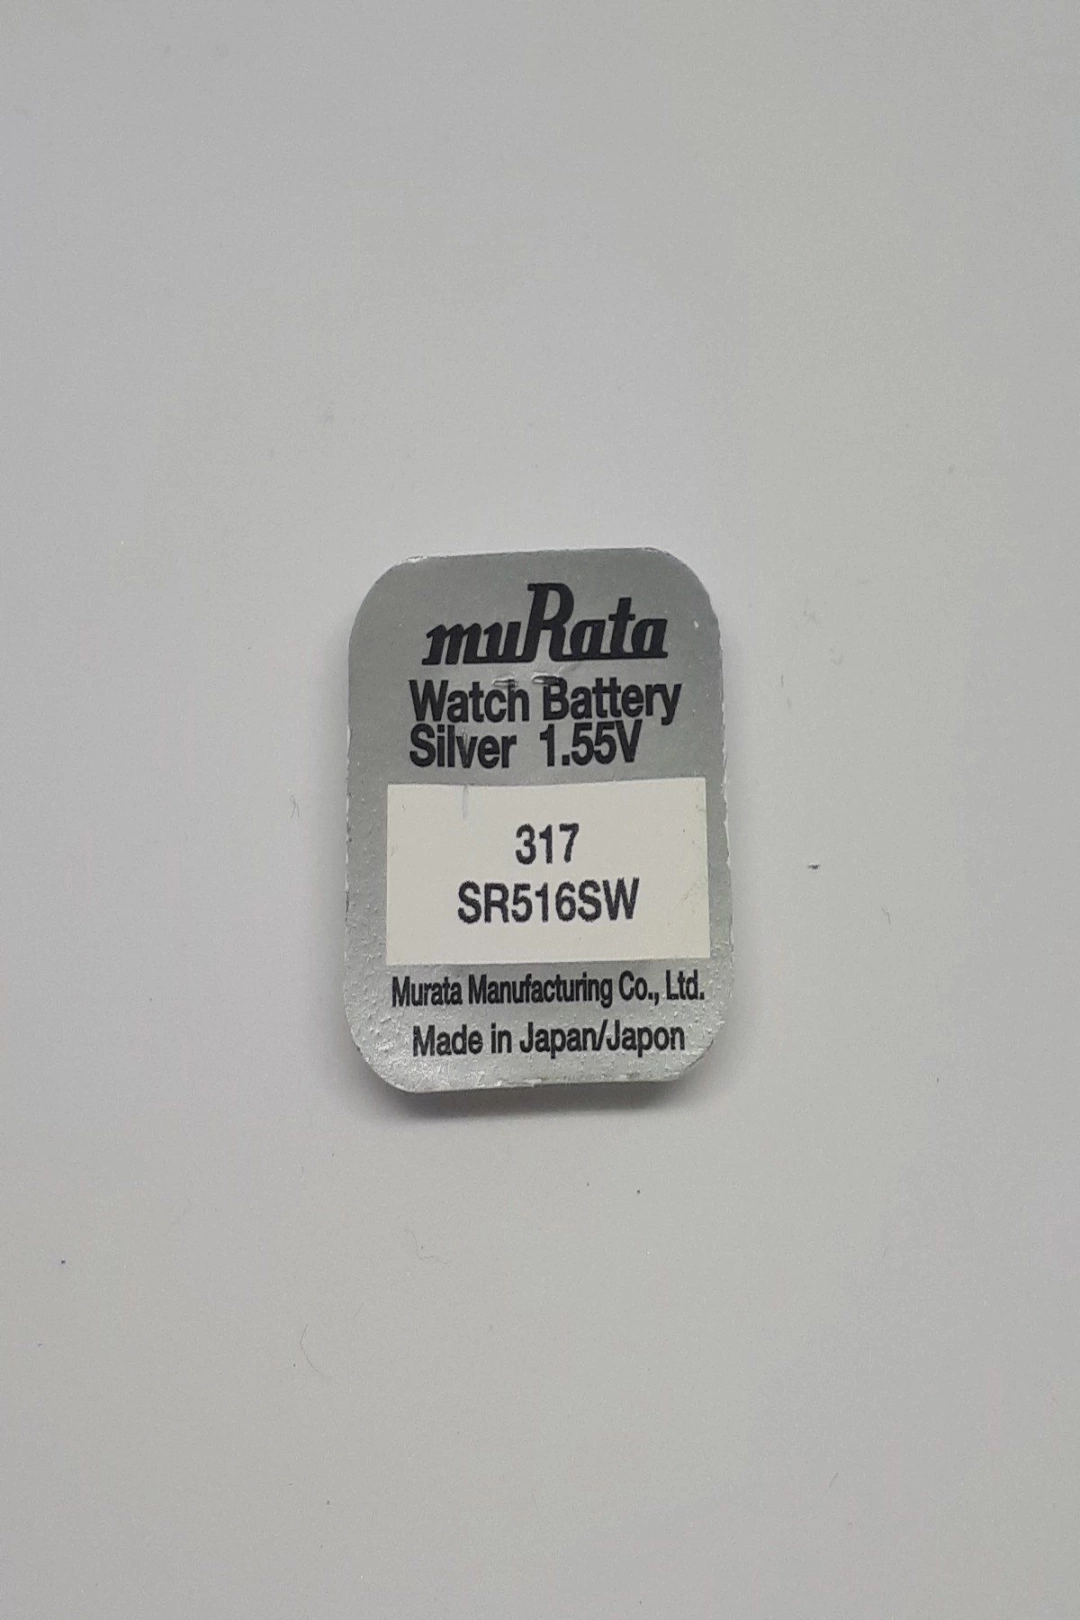 muRata
Watch Battery
Silver 1.55V
317
SR516SW
Murata Manufacturing Co., Ltd.
Made in Japan/Japon